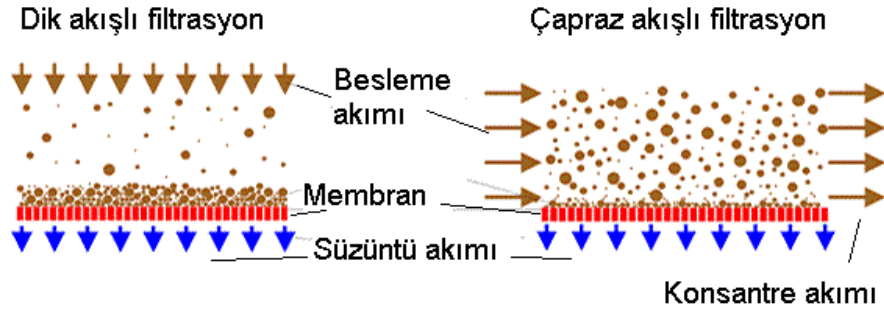 Dik akışlı filtrasyon
Çapraz akışlı filtrasyon
Besleme
akımı
Membran
Süzüntü akımı
Konsantre akımı